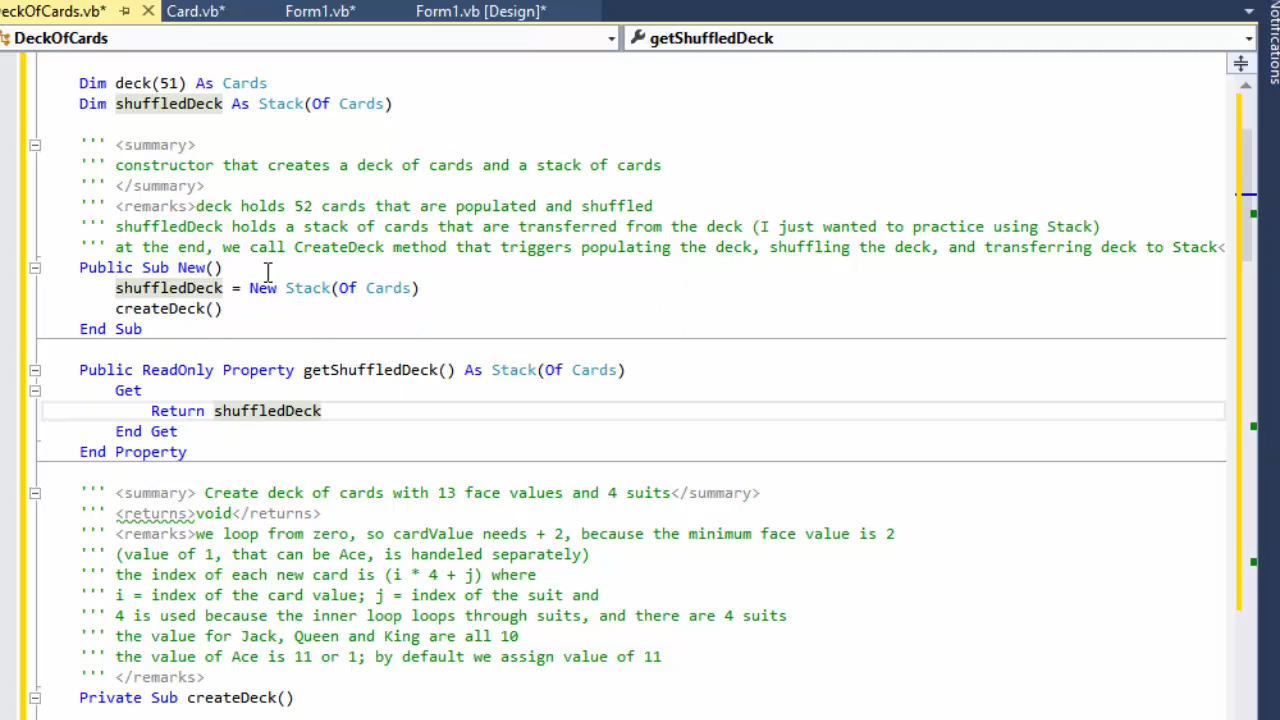 eckOfCards.vb* Card.vb* Form1.vb* Form1.vb [Design]*
DeckOfCards getShuffledDeck
Notifications
Dim deck(51) As Cards
Dim shuffledDeck As Stack(Of Cards)
''' <summary>
''' constructor that creates a deck of cards and a stack of cards
''' </summary>
''' <remarks>deck holds 52 cards that are populated and shuffled
''' shuffledDeck holds a stack of cards that are transferred from the deck (I just wanted to practice using Stack)
''' at the end, we call CreateDeck method that triggers populating the deck, shuffling the deck, and transferring deck to Stack<
Public Sub New()
shuffledDeck = New Stack(Of Cards)
createDeck()
End Sub
Public ReadOnly Property getShuffledDeck() As Stack(Of Cards)
Get
Return shuffledDeck
End Get
End Property
''' <summary> Create deck of cards with 13 face values and 4 suits</summary>
''' <returns>void</returns>
''' <remarks>we loop from zero, so cardValue needs + 2, because the minimum face value is 2
''' (value of 1, that can be Ace, is handeled separately)
''' the index of each new card is (i * 4 + j) where
''' i = index of the card value; j = index of the suit and
''' 4 is used because the inner loop loops through suits, and there are 4 suits
''' the value for Jack, Queen and King are all 10
''' the value of Ace is 11 or 1; by default we assign value of 11
''' </remarks>
Private Sub createDeck()